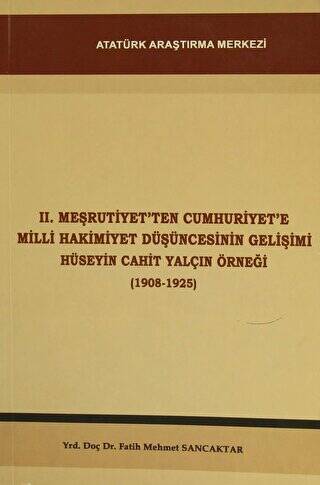 ATATÜRK ARAŞTIRMA MERKEZİ
II. MEŞRUTİYET'TEN CUMHURİYET'E
MİLLİ HAKİMİYET DÜŞÜNCESİNİN GELİŞİMİ
HÜSEYİN CAHİT YALÇIN ÖRNEĞİ
(1908-1925)
Yrd. Doç Dr. Fatih Mehmet SANCAKTAR